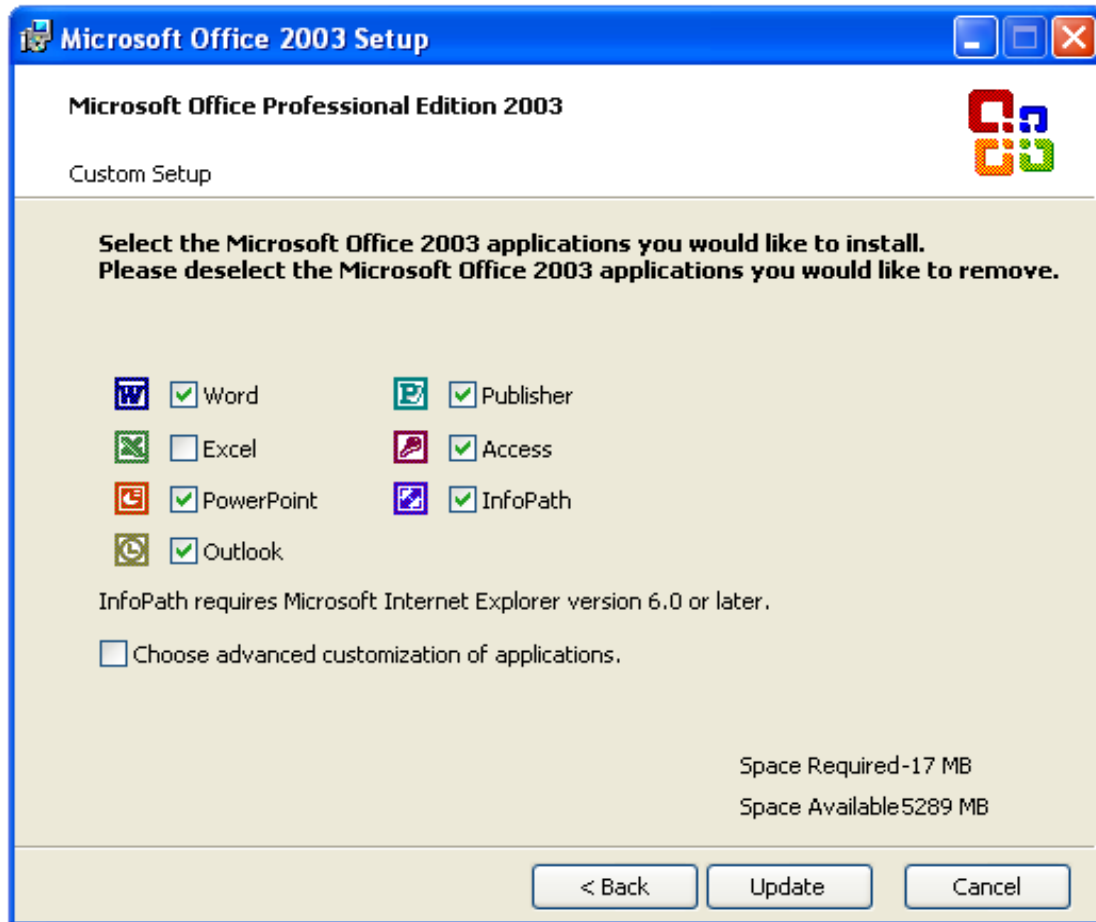 Microsoft Office 2003 Setup
Microsoft Office Professional Edition 2003
Custom Setup
Select the Microsoft Office 2003 applications you would like to install.
Please deselect the Microsoft Office 2003 applications you would like to remove.
Word
Publisher
Excel
Access
PowerPoint
InfoPath
Outlook
InfoPath requires Microsoft Internet Explorer version 6.0 or later.
Choose advanced customization of applications.
Space Required-17 MB
Space Available5289 MB
< Back
Update
Cancel